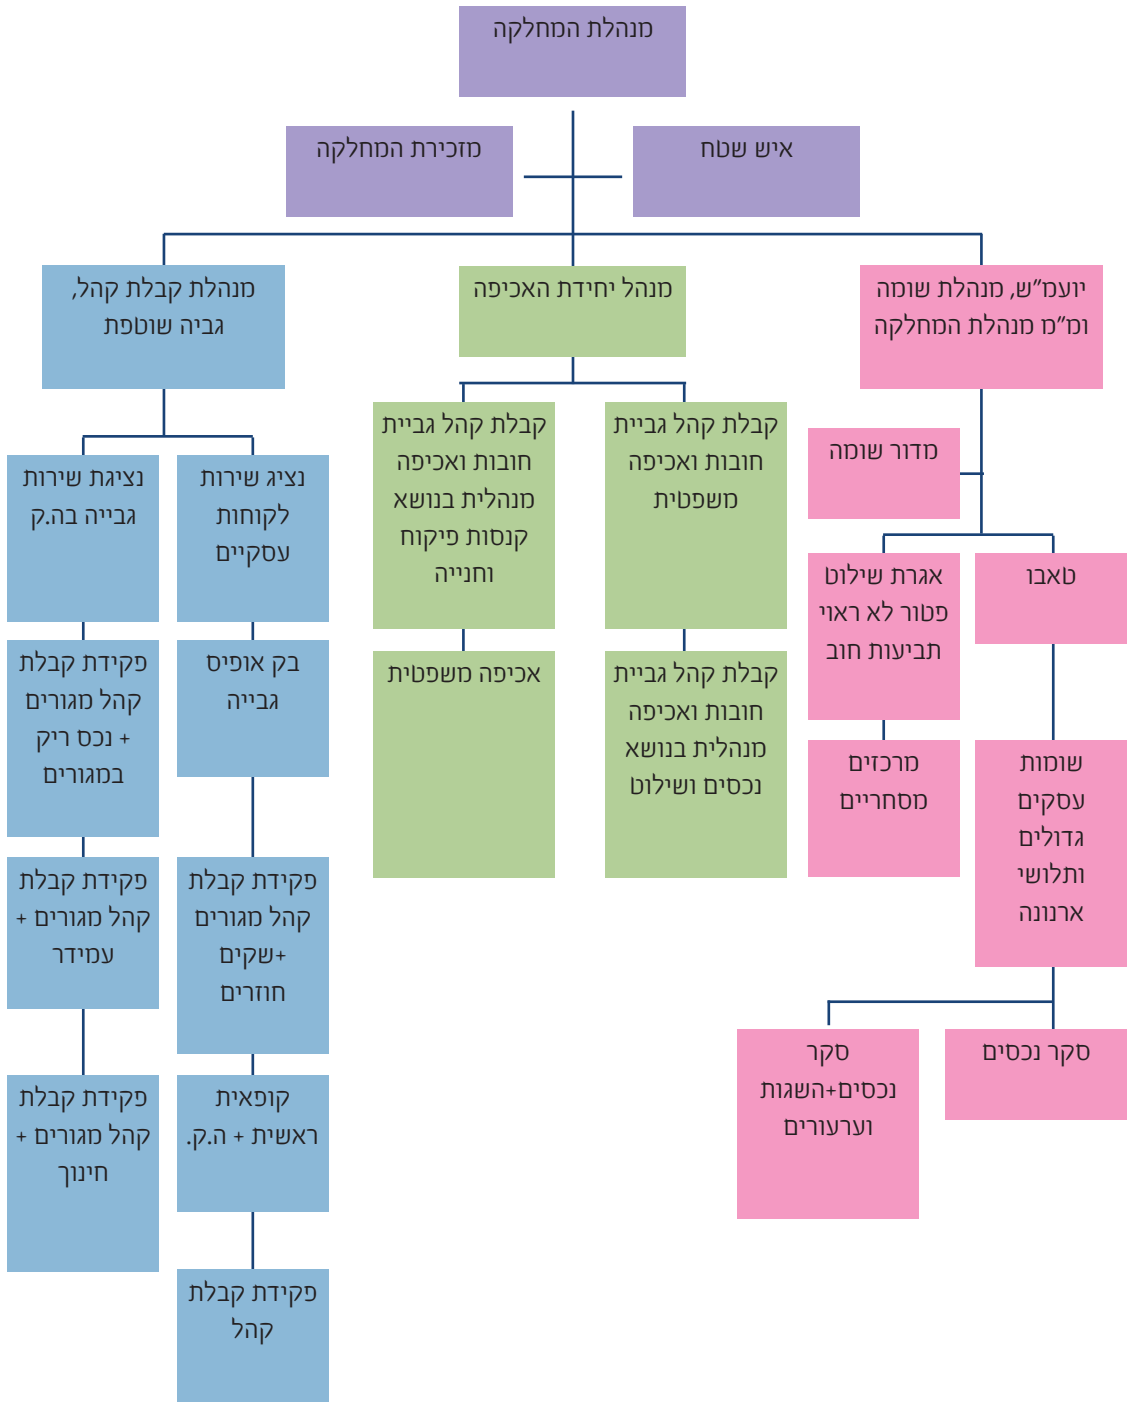 מנהלת המחלקה
איש שטח
מזכירת המחלקה
יועמ"ש, מנהלת שומה
ומ"מ מנהלת המחלקה
מנהל יחידת האכיפה
מנהלת קבלת קהל,
גביה שוטפת
מדור שומה
טאבו
אגרת שילוט
פטור לא ראוי
תביעות חוב
שומות
עסקים
גדולים
ותלושי
ארנונה
מרכזים
מסחריים
סקר נכסים
סקר
נכסים+השגות
וערעורים
קבלת קהל גביית
חובות ואכיפה
משפטית
קבלת קהל גביית
חובות ואכיפה
מנהלית בנושא
קנסות פיקוח
וחנייה
קבלת קהל גביית
חובות ואכיפה
מנהלית בנושא
נכסים ושילוט
אכיפה משפטית
נציג שירות
לקוחות
עסקיים
נציגת שירות
גבייה בה.ק
בק אופיס
גבייה
פקידת קבלת
קהל מגורים
+ נכס ריק
במגורים
פקידת קבלת
קהל מגורים
+שקים
חוזרים
פקידת קבלת
קהל מגורים +
עמידר
קופאית
ראשית + ה.ק.
פקידת קבלת
קהל מגורים +
חינוך
פקידת קבלת
קהל